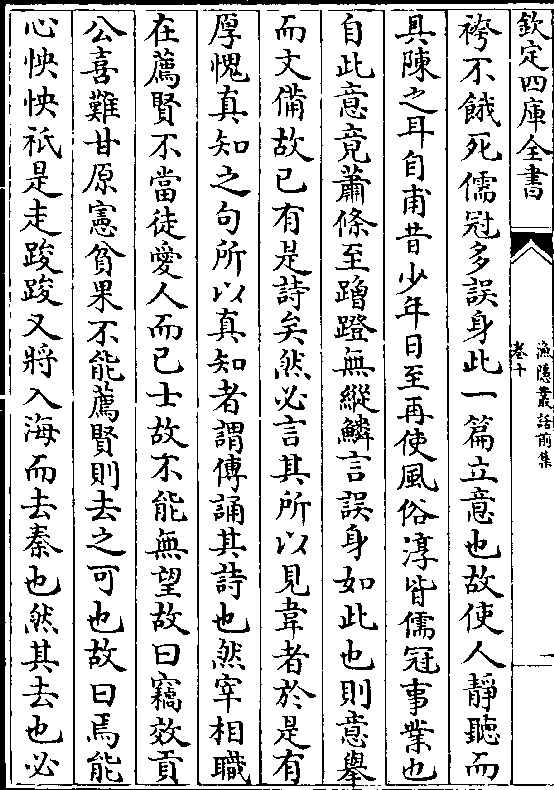 欽定四庫全書
漁隱叢話前集
卷十
一
袴不餓死儒冠多誤身此一篇立意也故使人靜聽而
具陳之耳自甫昔少年日至再使風俗淳皆儒冠事業也
自此意竟蕭條至蹭蹬無縱鱗言誤身如此也則意舉
而文備故已有是詩矣然必言其所以見韋者於是有
厚愧真知之句所以真知者謂傳誦其詩也然宰相職
在薦賢不當徒愛人而已士故不能無望故曰竊效貢
公喜難甘原憲貧果不能薦賢則去之可也故曰焉能
心怏怏祇是走踆踆又將入海而去秦也然其去也必